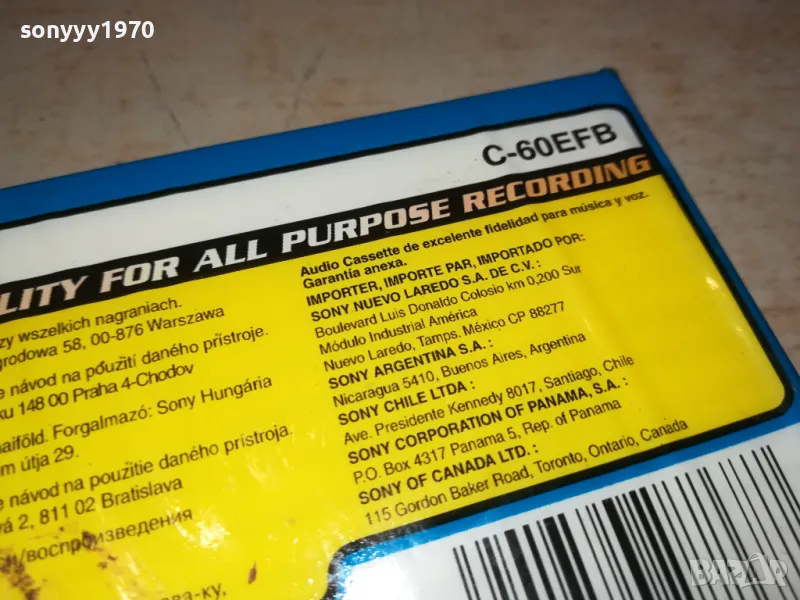 sonyyy1970
C-60EFB
LITY FOR ALL PURPOSE RECORDING
zy wszelkich nagraniach.
grodowa 58, 00-876 Warszawa
e návod na použití daného prístroje.
ku 148 00 Praha 4-Chodov
naiföld. Forgalmazó: Sony Hungária
m útja 29.
e návod na použitie daného prístroja.
rá 2, 811 02 Bratislava
/воспроизведения
ва-ку,
Audio Cassette de excelente fidelidad para música y voz.
Garantía anexa.
IMPORTER, IMPORTE PAR, IMPORTADO POR:
SONY NUEVO LAREDO S.A. DE C.V. :
Boulevard Luis Donaldo Colosio km 0,200 Sur
Módulo Industrial América
Nuevo Laredo, Tamps. México CP 88277
SONY ARGENTINA S.A. :
Nicaragua 5410, Buenos Aires, Argentina
SONY CHILE LTDA :
Ave. Presidente Kennedy 8017, Santiago, Chile
SONY CORPORATION OF PANAMA, S.A. :
P.O. Box 4317 Panama 5, Rep. of Panama
SONY OF CANADA LTD. :
115 Gordon Baker Road, Toronto, Ontario, Canada
BAZAR